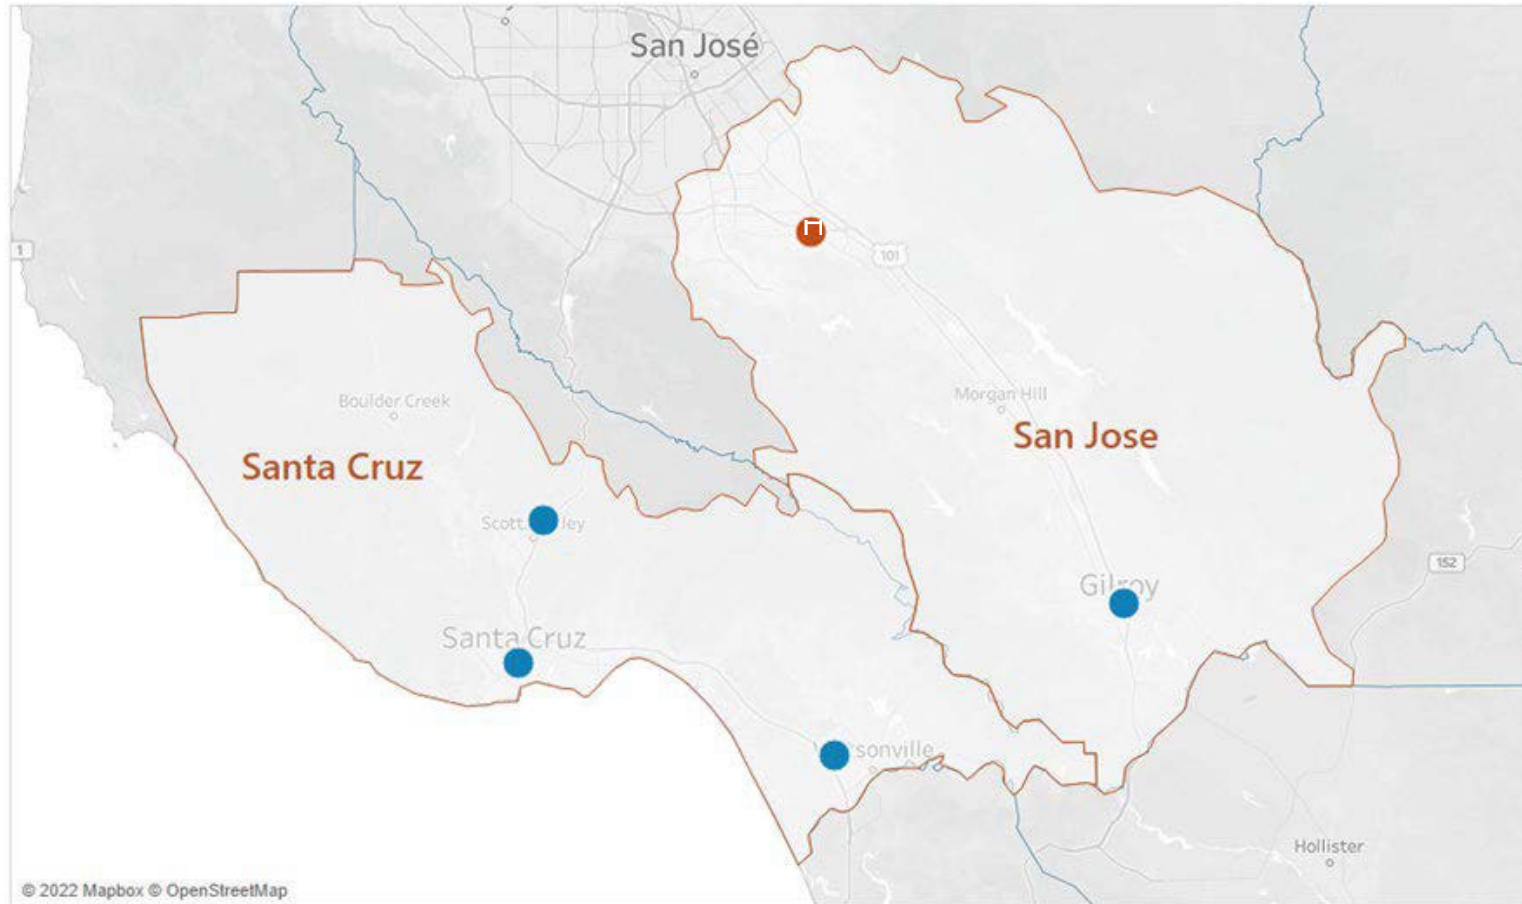 San José
1
101
Boulder Creek
Morgan Hill
San Jose
Santa Cruz
152
Gilroy
Santa Cruz
Hollister
© 2022 Mapbox © OpenStreetMap